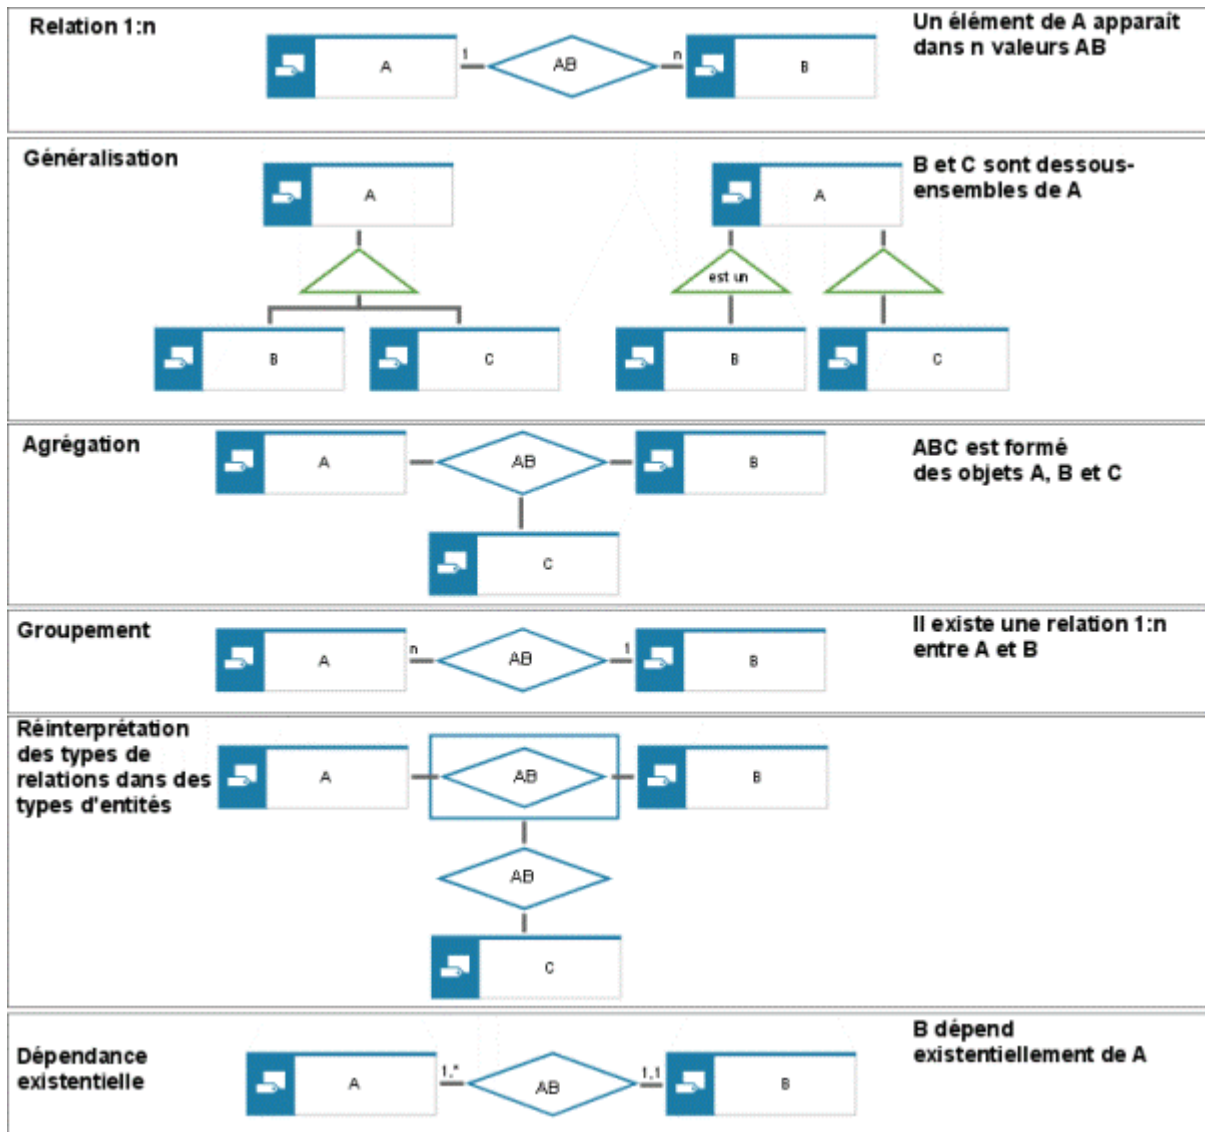 Relation 1:n
Un élément de A apparait
dans n valeurs AB
A
1
AB
n
B
Généralisation
B et C sont dessous-
ensembles de A
A
A
est un
B
C
B
C
Agrégation
ABC est formé
des objets A, B et C
A
AB
B
C
Groupement
Il existe une relation 1:n
entre A et B
A
n
AB
1
B
Réinterprétation
des types de
relations dans des
types d'entités
A
AB
B
AB
C
Dépendance
existentielle
B dépend
existentiellement de A
A
1,*
AB
1,1
B